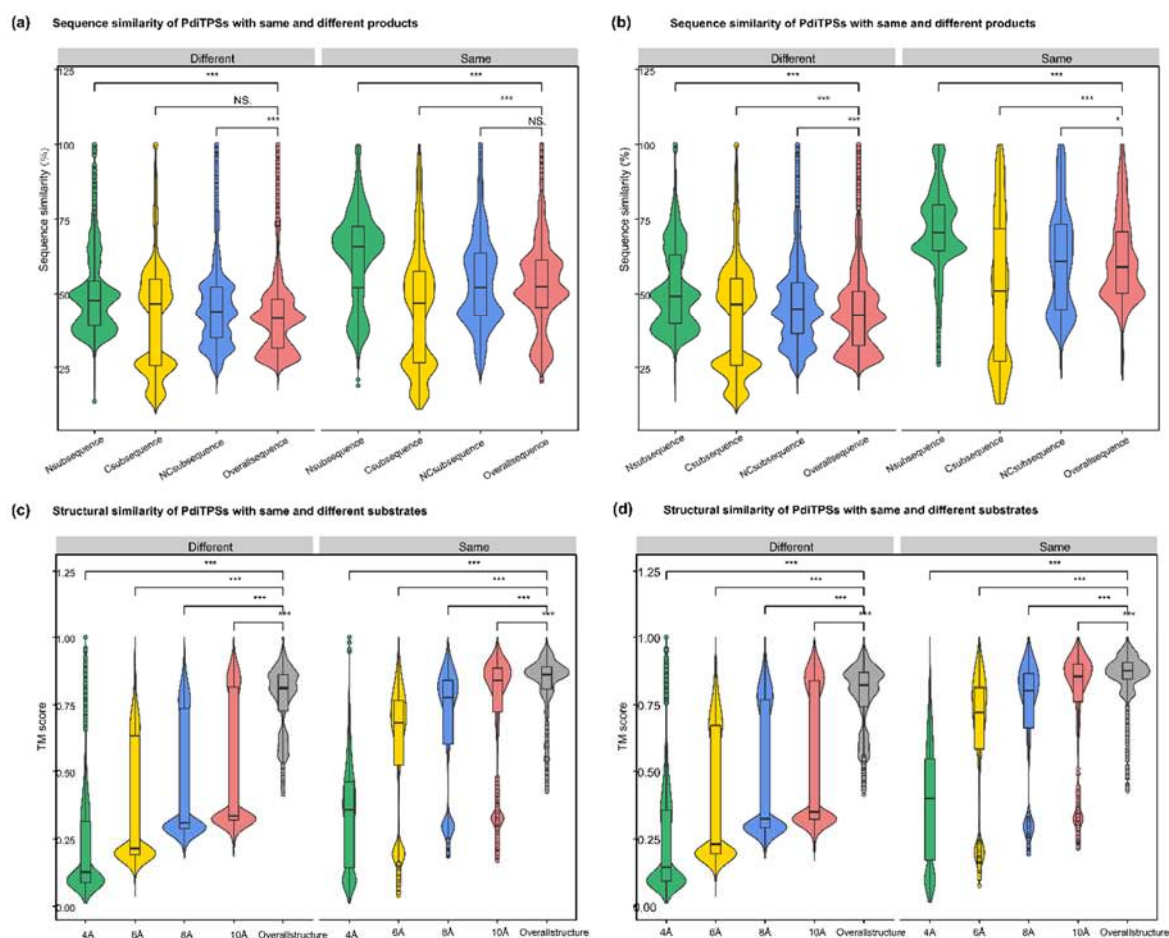 (a) Sequence similarity of PdiTPSs with same and different products
Different Same
125
100
75
50
25
Sequence similarity (%)
*** NS. *** *** *** NS.
Nsubsequence Csubsequence NCsubsequence Overallsequence Nsubsequence Csubsequence NCsubsequence Overallsequence
(b) Sequence similarity of PdiTPSs with same and different products
Different Same
125
100
75
50
25
Sequence similarity (%)
*** *** *** *** *** *
Nsubsequence Csubsequence NCsubsequence Overallsequence Nsubsequence Csubsequence NCsubsequence Overallsequence
(c) Structural similarity of PdiTPSs with same and different substrates
Different Same
1.25
1.00
0.75
0.50
0.25
0.00
TM score
*** *** *** *** *** *** *** ***
4Å 6Å 8Å 10Å Overallstructure 4Å 6Å 8Å 10Å Overallstructure
(d) Structural similarity of PdiTPSs with same and different substrates
Different Same
1.25
1.00
0.75
0.50
0.25
0.00
TM score
*** *** *** *** *** *** *** ***
4Å 6Å 8Å 10Å Overallstructure 4Å 6Å 8Å 10Å Overallstructure